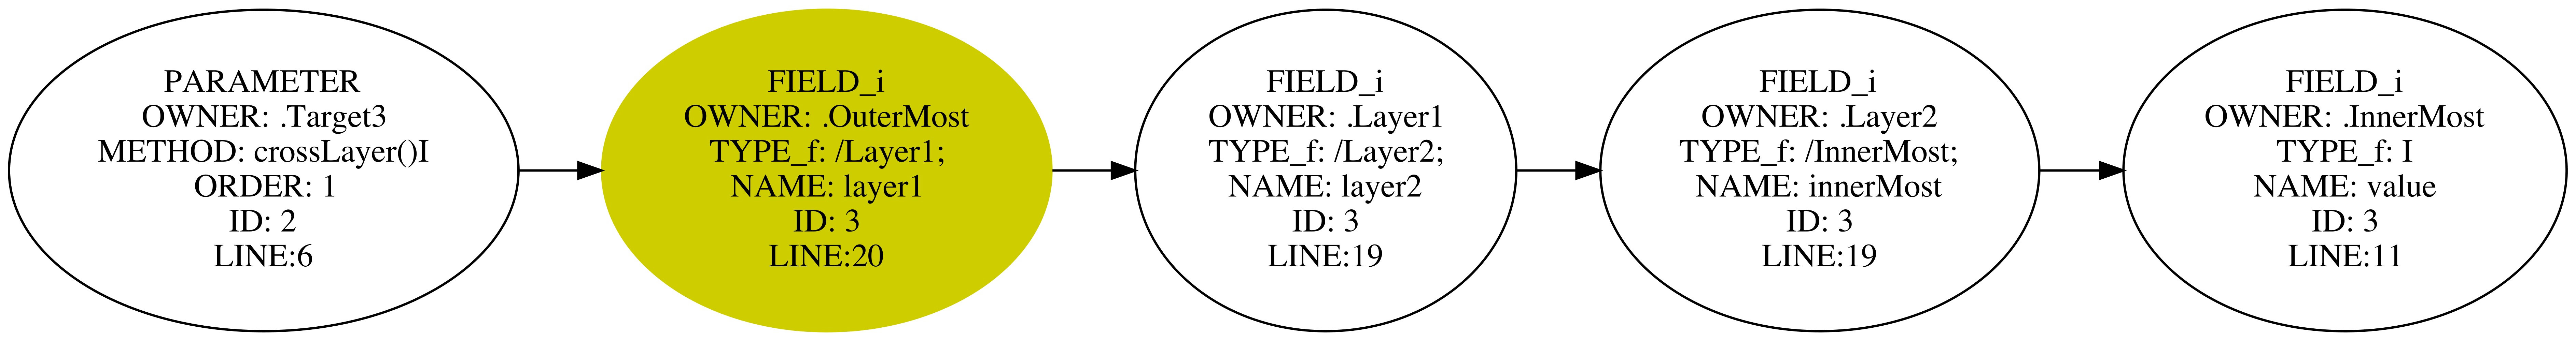 PARAMETER
OWNER: .Target3
METHOD: crossLayer()I
ORDER: 1
ID: 2
LINE:6
FIELD_i
OWNER: .OuterMost
TYPE_f: /Layer1;
NAME: layer1
ID: 3
LINE:20
FIELD_i
OWNER: .Layer1
TYPE_f: /Layer2;
NAME: layer2
ID: 3
LINE:19
FIELD_i
OWNER: .Layer2
TYPE_f: /InnerMost;
NAME: innerMost
ID: 3
LINE:19
FIELD_i
OWNER: .InnerMost
TYPE_f: I
NAME: value
ID: 3
LINE:11